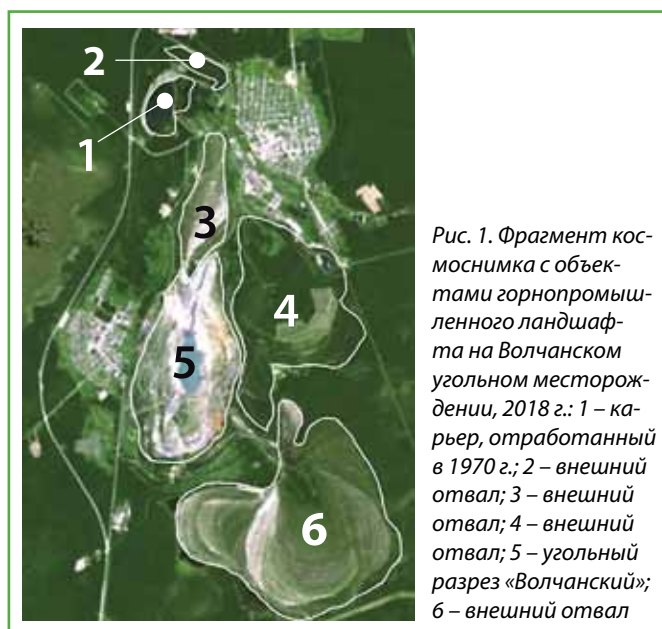 2
1
3
4
5
6
Рис. 1. Фрагмент кос-
моснимка с объек-
тами горнопромыш-
ленного ландшаф-
та на Волчанском
угольном месторож-
дении, 2018 г.: 1 – ка-
рьер, отработанный
в 1970 г.; 2 – внешний
отвал; 3 – внешний
отвал; 4 – внешний
отвал; 5 – угольный
разрез «Волчанский»;
6 – внешний отвал